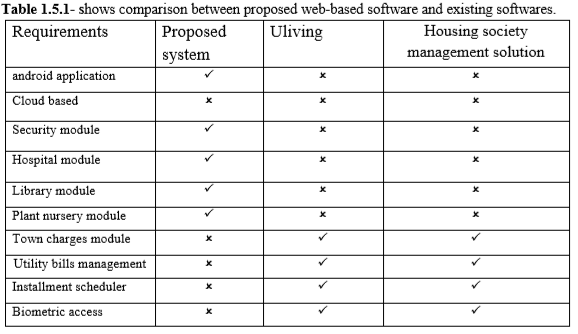 Table 1.5.1- shows comparison between proposed web-based software and existing softwares.
Requirements Proposed system Uliving Housing society management solution
android application ✓ × ×
Cloud based × × ×
Security module ✓ × ×
Hospital module ✓ × ×
Library module ✓ × ×
Plant nursery module ✓ × ×
Town charges module × ✓ ✓
Utility bills management × ✓ ✓
Installment scheduler × ✓ ✓
Biometric access × ✓ ✓